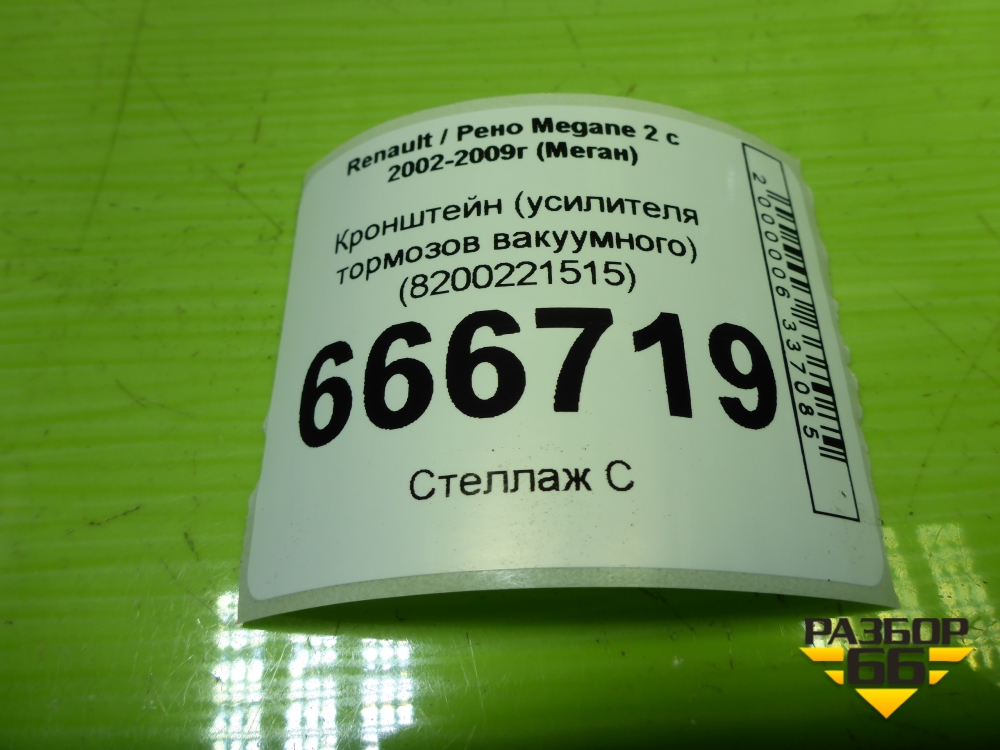 Renault / Рено Megane 2 с
2002-2009г (Меган)
Кронштейн (усилителя
тормозов вакуумного)
(8200221515)
666719
Стеллаж С
2000006337085
РАЗБОР
66